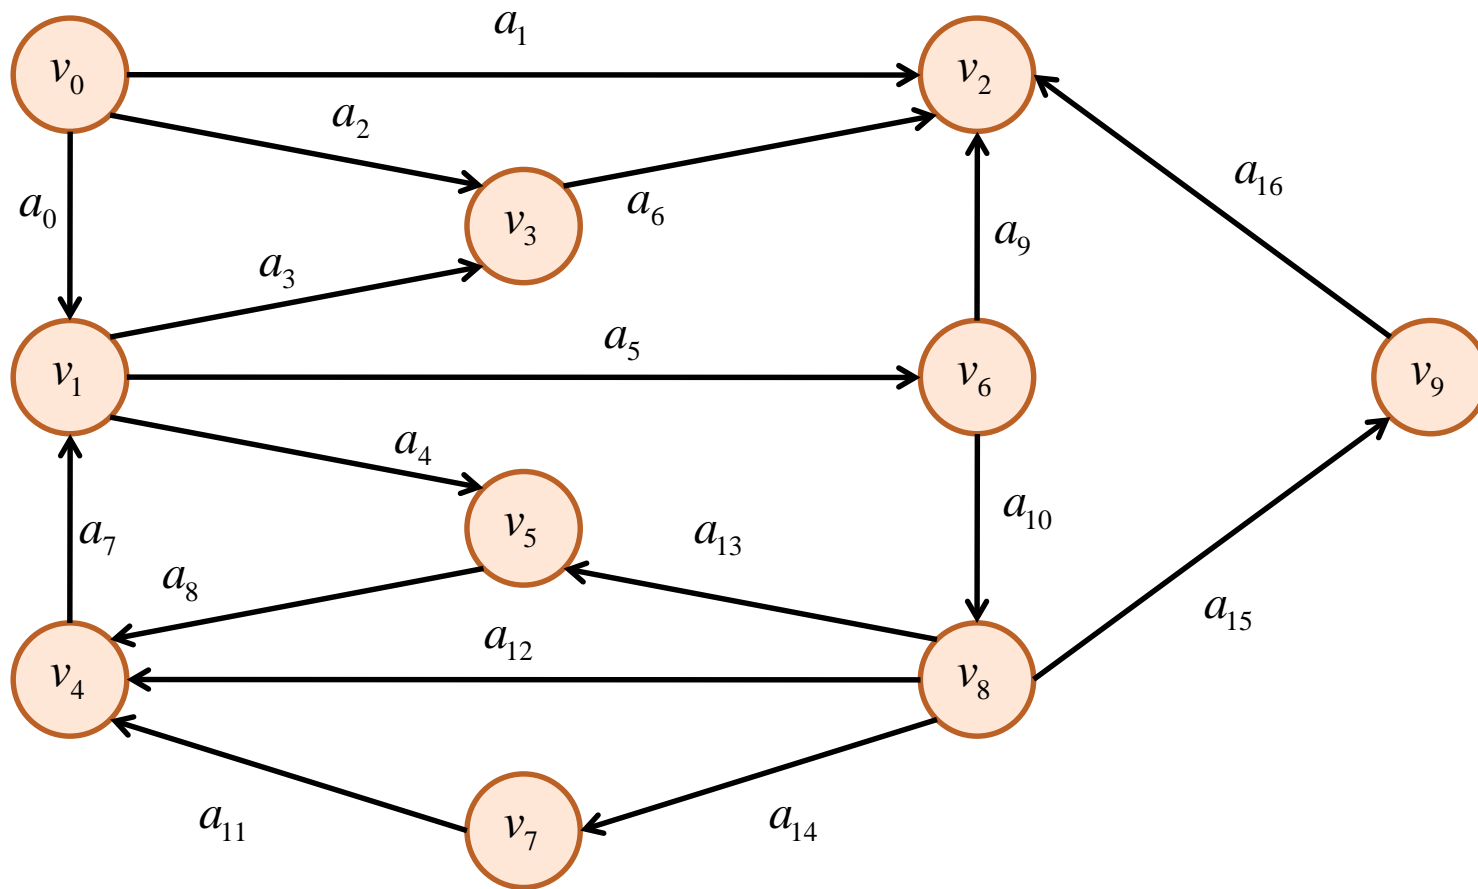 a₁
v₀
v₂
a₂
a₁₆
a₀
a₆
v₃
a₉
a₃
a₅
v₁
v₆
v₉
a₄
a₁₀
v₅
a₁₃
a₇
a₈
a₁₅
a₁₂
v₄
v₈
a₁₁
v₇
a₁₄